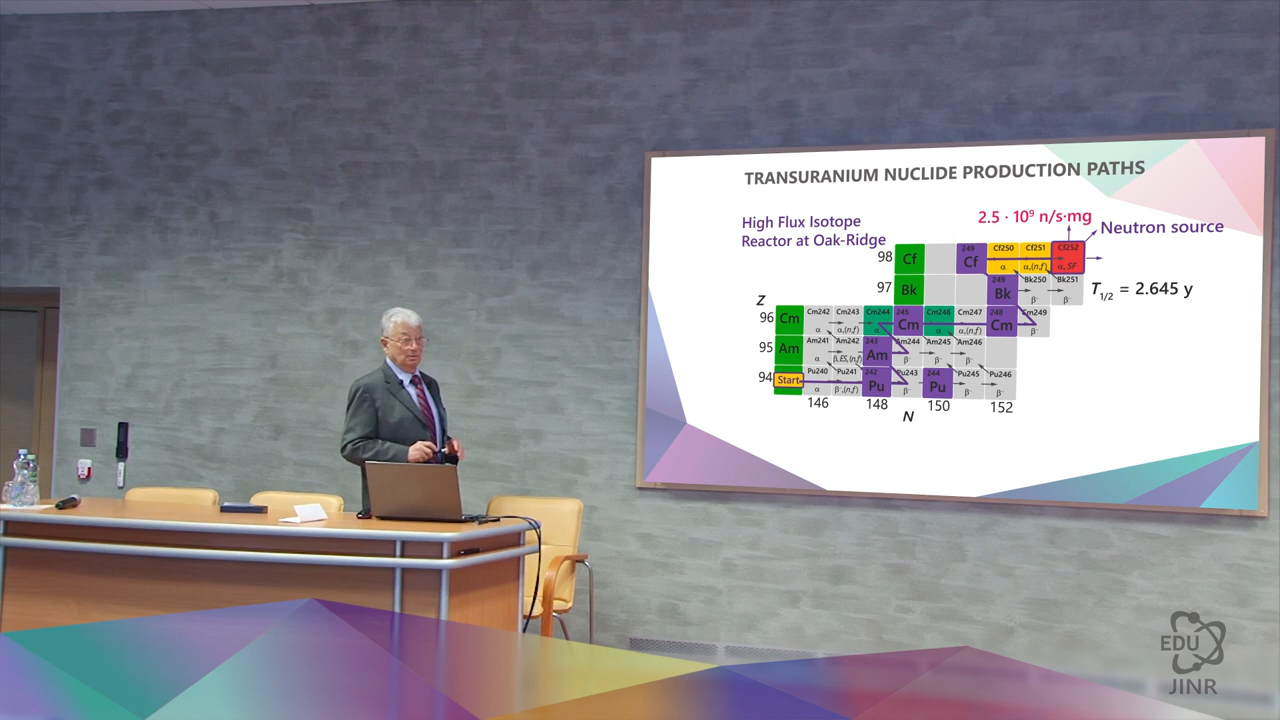 TRANSURANIUM NUCLIDE PRODUCTION PATHS
High Flux Isotope
Reactor at Oak-Ridge
2.5 · 10⁹ n/s·mg
Neutron source
98 Cf 249 Cf Cf250 α Cf251 α,(n,f) Cf252 α, SF
97 Bk 249 Bk Bk250 β⁻ Bk251 β⁻
T1/2 = 2.645 y
Z
96 Cm Cm242 α Cm243 α,(n,f) Cm244 α 245 Cm Cm246 α Cm247 α,(n,f) 248 Cm Cm249 β⁻
95 Am Am241 α Am242 β,ES,(n,f) 243 Am Am244 β⁻ Am245 β⁻ Am246 β⁻
94 Start Pu240 α Pu241 β⁻,(n,f) 242 Pu Pu243 β⁻ 244 Pu Pu245 β⁻ Pu246 β⁻
146 148 150 152
N
EDU
JINR